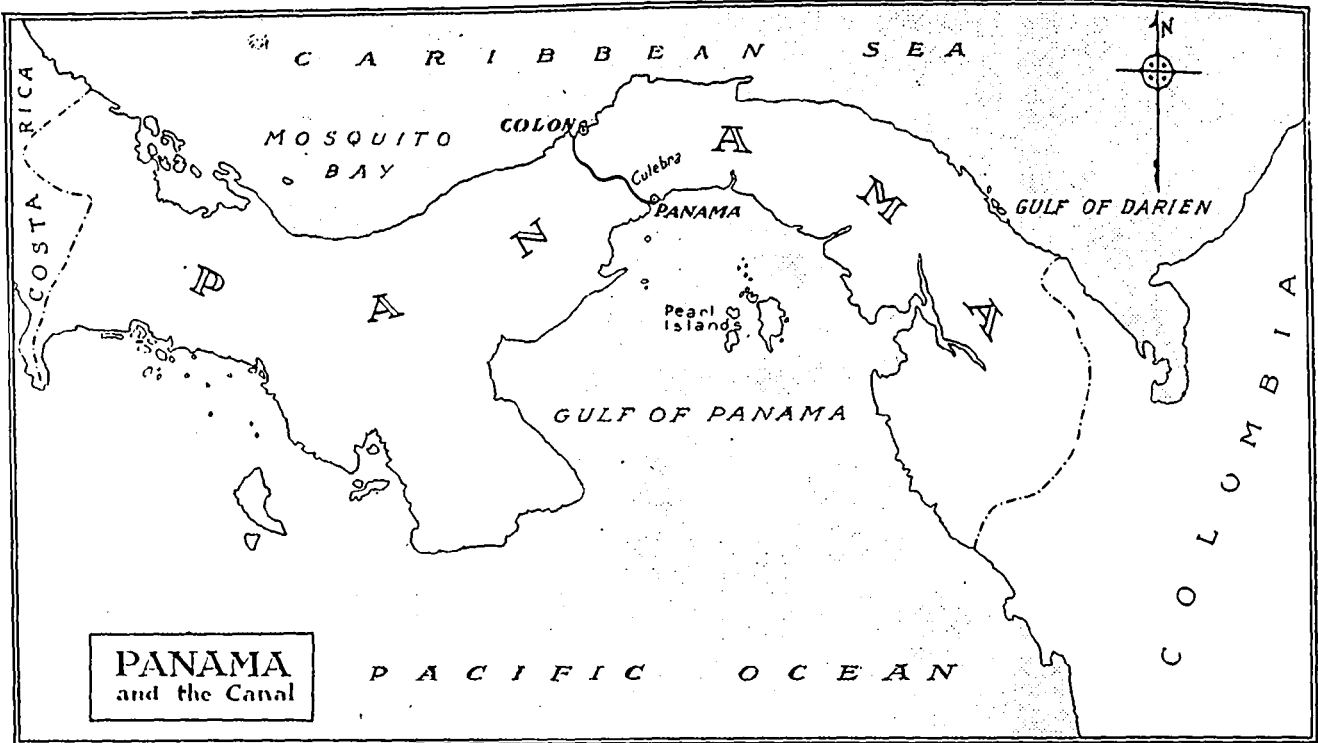 CARIBBEAN SEA
N
COSTA RICA
MOSQUITO
BAY
COLON
Culebra
PANAMA
GULF OF DARIEN
PANAMA
Pearl
Islands
GULF OF PANAMA
COLOMBIA
PACIFIC OCEAN
PANAMA
and the Canal